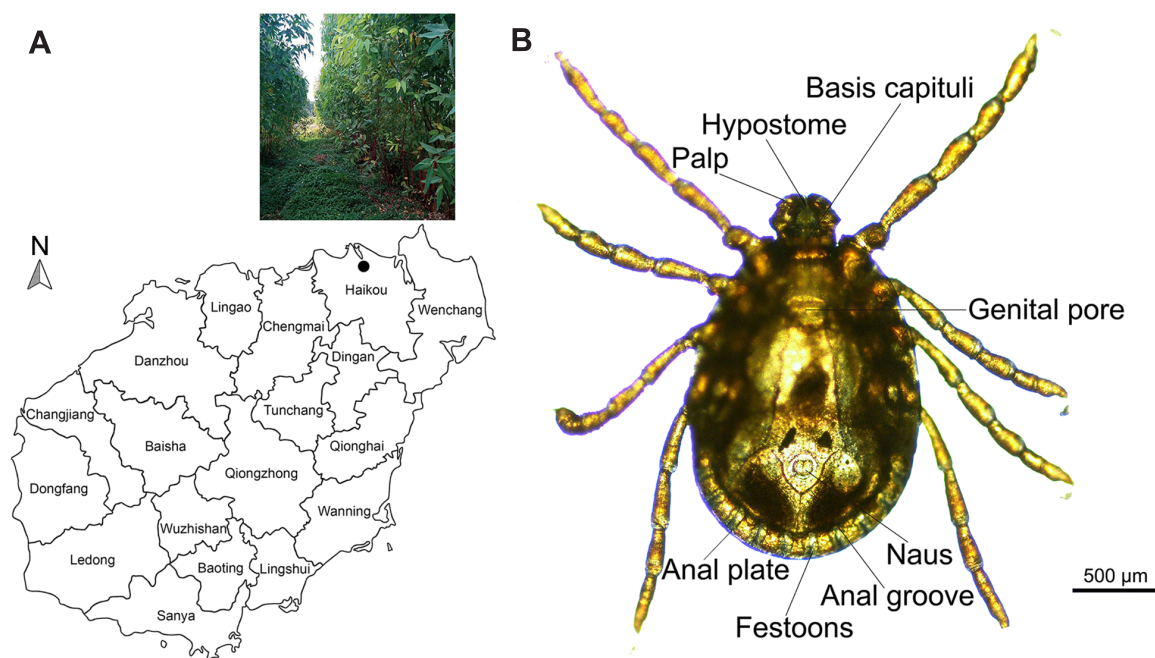 A
N
Haikou
Lingao
Wenchang
Chengmai
Danzhou
Dingan
Changjiang
Tunchang
Baisha
Qionghai
Qiongzhong
Dongfang
Wanning
Wuzhishan
Ledong
Baoting
Lingshui
Sanya
B
Basis capituli
Hypostome
Palp
Genital pore
Naus
Anal plate
Anal groove
Festoons
500 µm